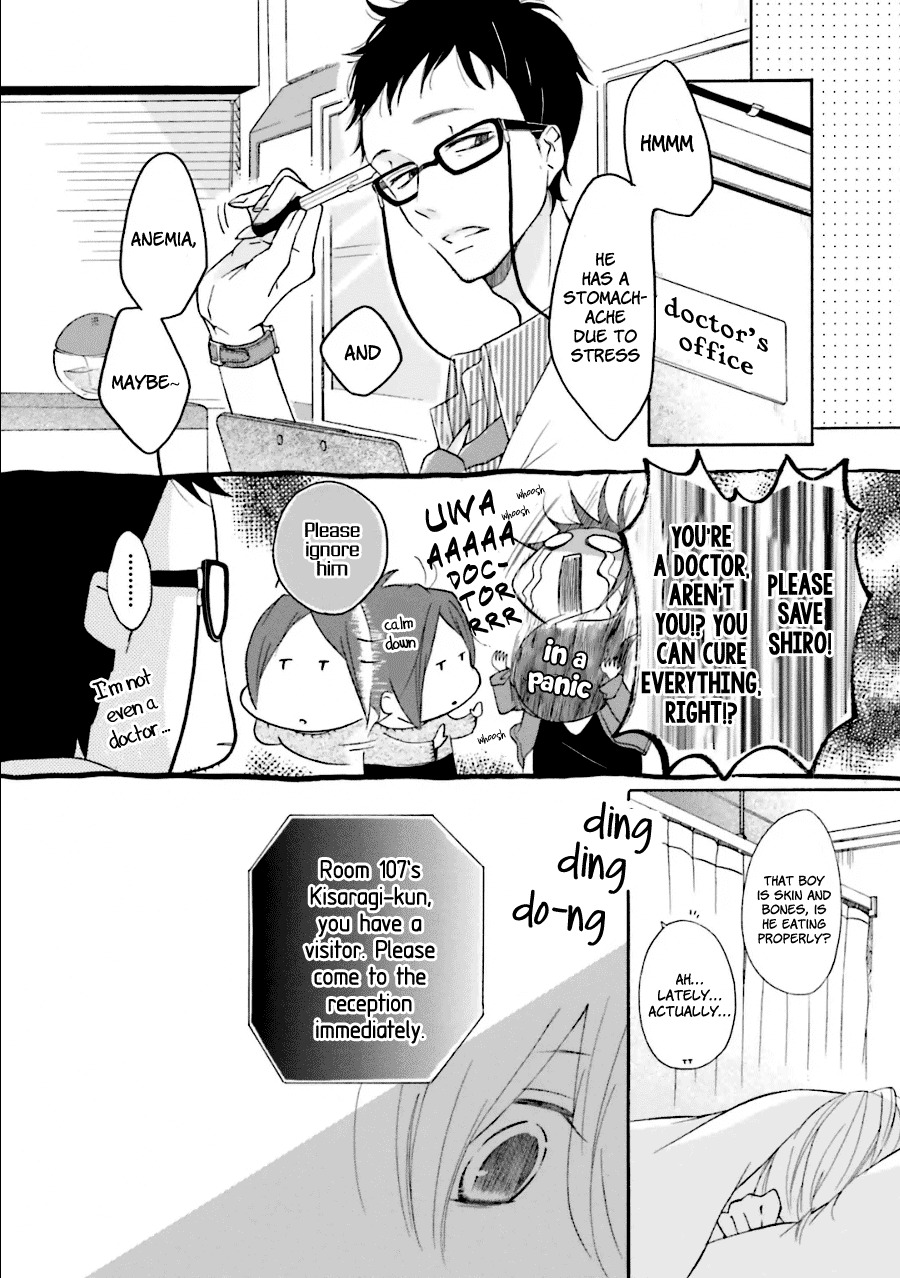 HMMM
HE
HAS A
STOMACH-
ACHE
DUE TO
STRESS
doctor's
office
AND
ANEMIA,
MAYBE~
PLEASE
SAVE
SHIRO!
YOU'RE
A DOCTOR,
AREN'T
YOU!? YOU
CAN CURE
EVERYTHING,
RIGHT!?
whoosh
whoosh
UWA
AAAAA
DOC-
TOR
RRR
in a
panic
whoosh
Please
ignore
him
calm
down
.........
I'm not
even a
doctor...
THAT BOY
IS SKIN AND
BONES, IS
HE EATING
PROPERLY?
AH...
LATELY...
ACTUALLY...
ding
ding
do-ng
Room 107's
Kisaragi-kun,
you have a
visitor. Please
come to the
reception
immediately.